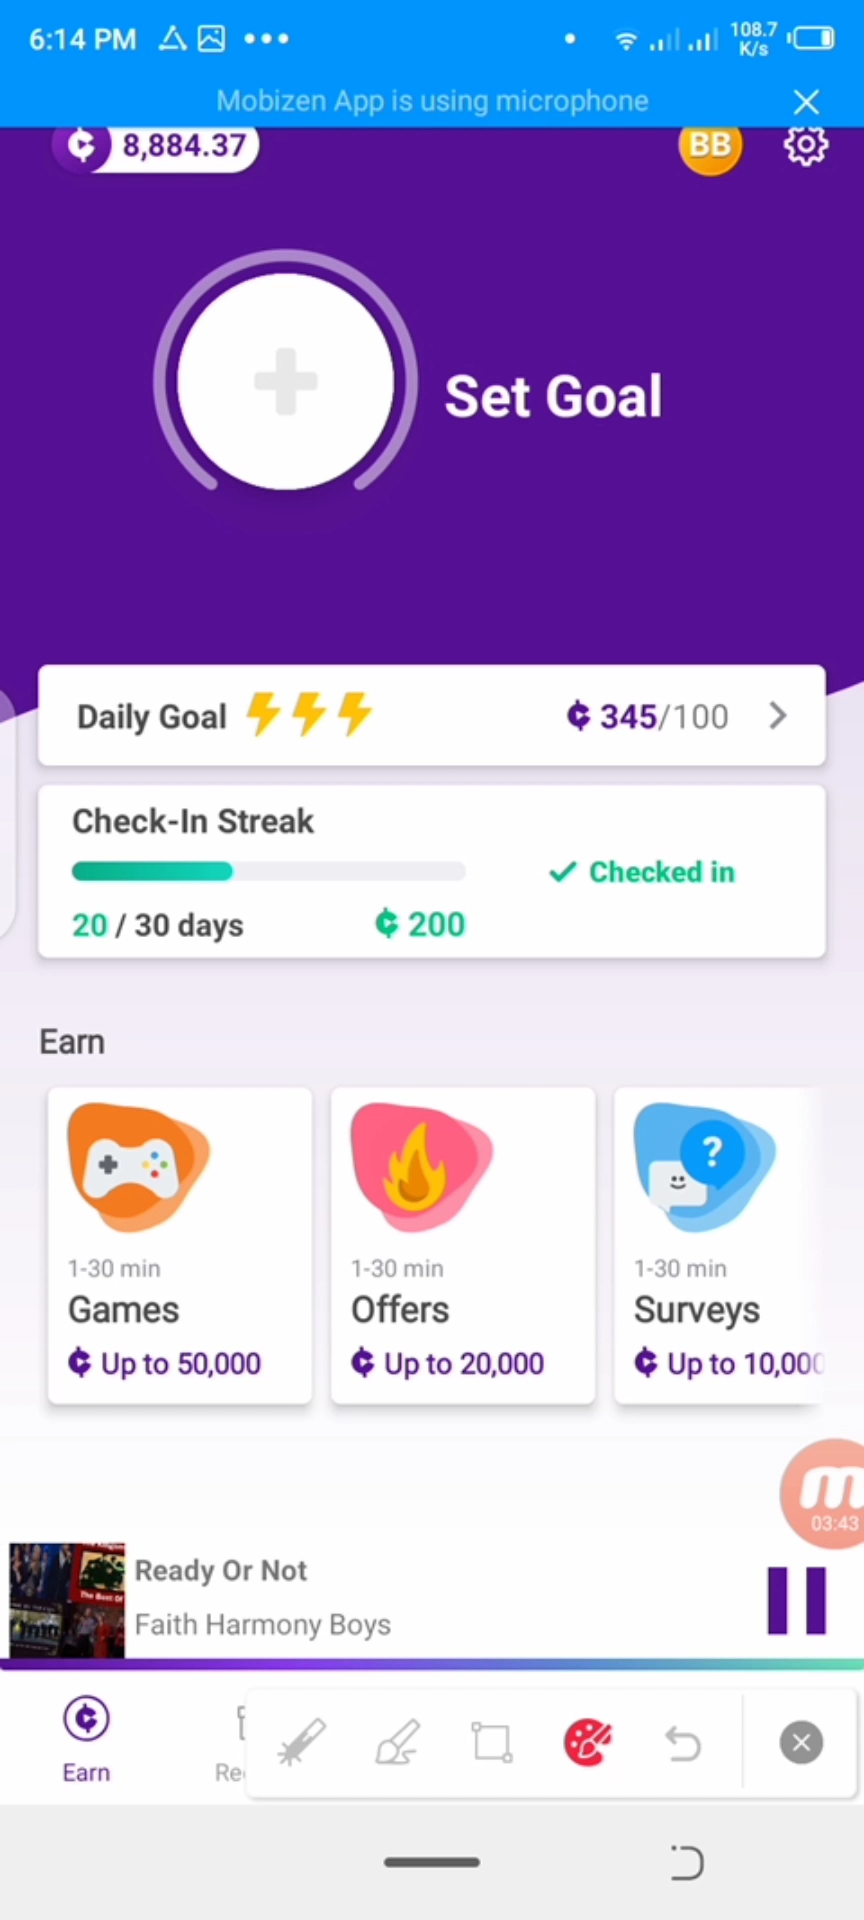 6:14 PM
108.7
K/s
Mobizen App is using microphone
8,884.37
BB
Set Goal
Daily Goal
345/100
Check-In Streak
Checked in
20 / 30 days
200
Earn
1-30 min
Games
Up to 50,000
1-30 min
Offers
Up to 20,000
1-30 min
Surveys
Up to 10,000
03:43
Ready Or Not
Faith Harmony Boys
Earn
Re